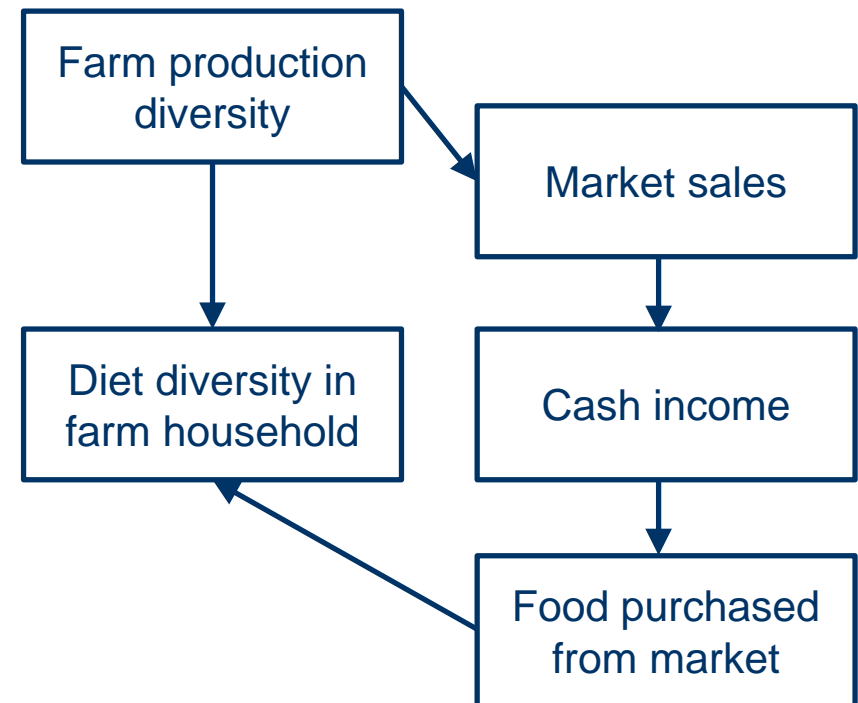 Farm production
diversity
Market sales
Diet diversity in
farm household
Cash income
Food purchased
from market